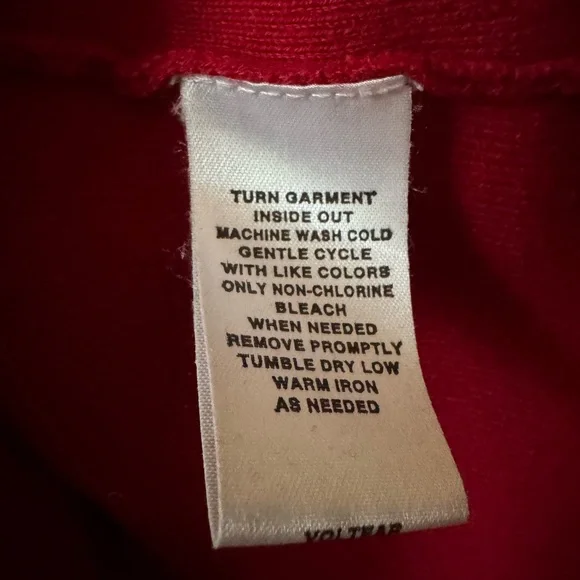 TURN GARMENT
INSIDE OUT
MACHINE WASH COLD
GENTLE CYCLE
WITH LIKE COLORS
ONLY NON-CHLORINE
BLEACH
WHEN NEEDED
REMOVE PROMPTLY
TUMBLE DRY LOW
WARM IRON
AS NEEDED